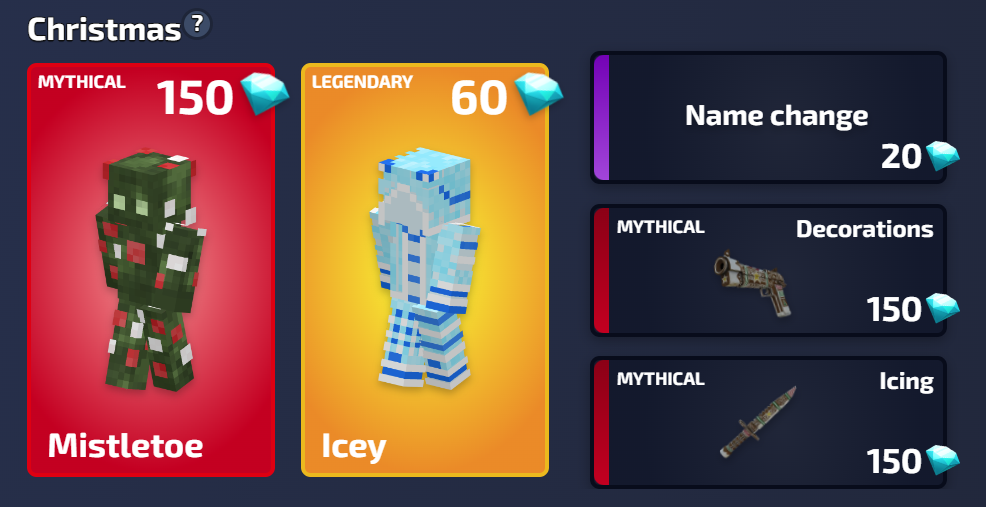 Christmas ?
MYTHICAL 150
Mistletoe
LEGENDARY 60
Icey
Name change
20
MYTHICAL Decorations
150
MYTHICAL Icing
150